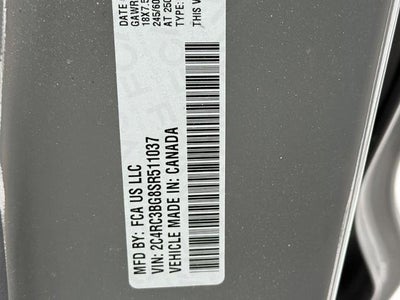 DATE
GAWR
18X7.5
245/60
AT 250
TYPE:
THIS V
MFD BY: FCA US LLC
VIN: 2C4RC3BG8SR511037
VEHICLE MADE IN: CANADA